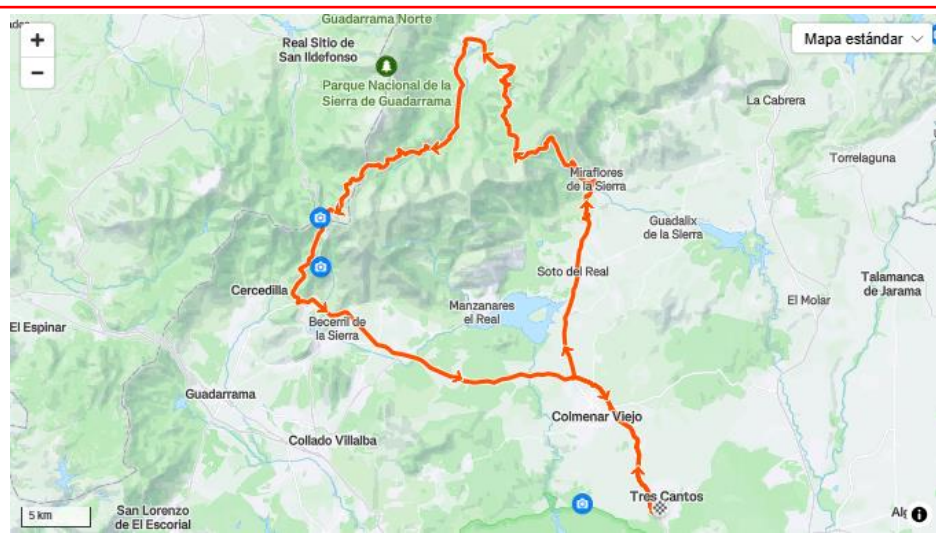 Guadarrama Norte
+
−
Mapa estándar
Real Sitio de
San Ildefonso
Parque Nacional de la
Sierra de Guadarrama
La Cabrera
Torrelaguna
Miraflores
de la Sierra
Guadalix
de la Sierra
Soto del Real
Talamanca
de Jarama
Cercedilla
El Molar
Manzanares
el Real
El Espinar
Becerril de
la Sierra
Guadarrama
Colmenar Viejo
Collado Villalba
Tres Cantos
5 km
San Lorenzo
de El Escorial